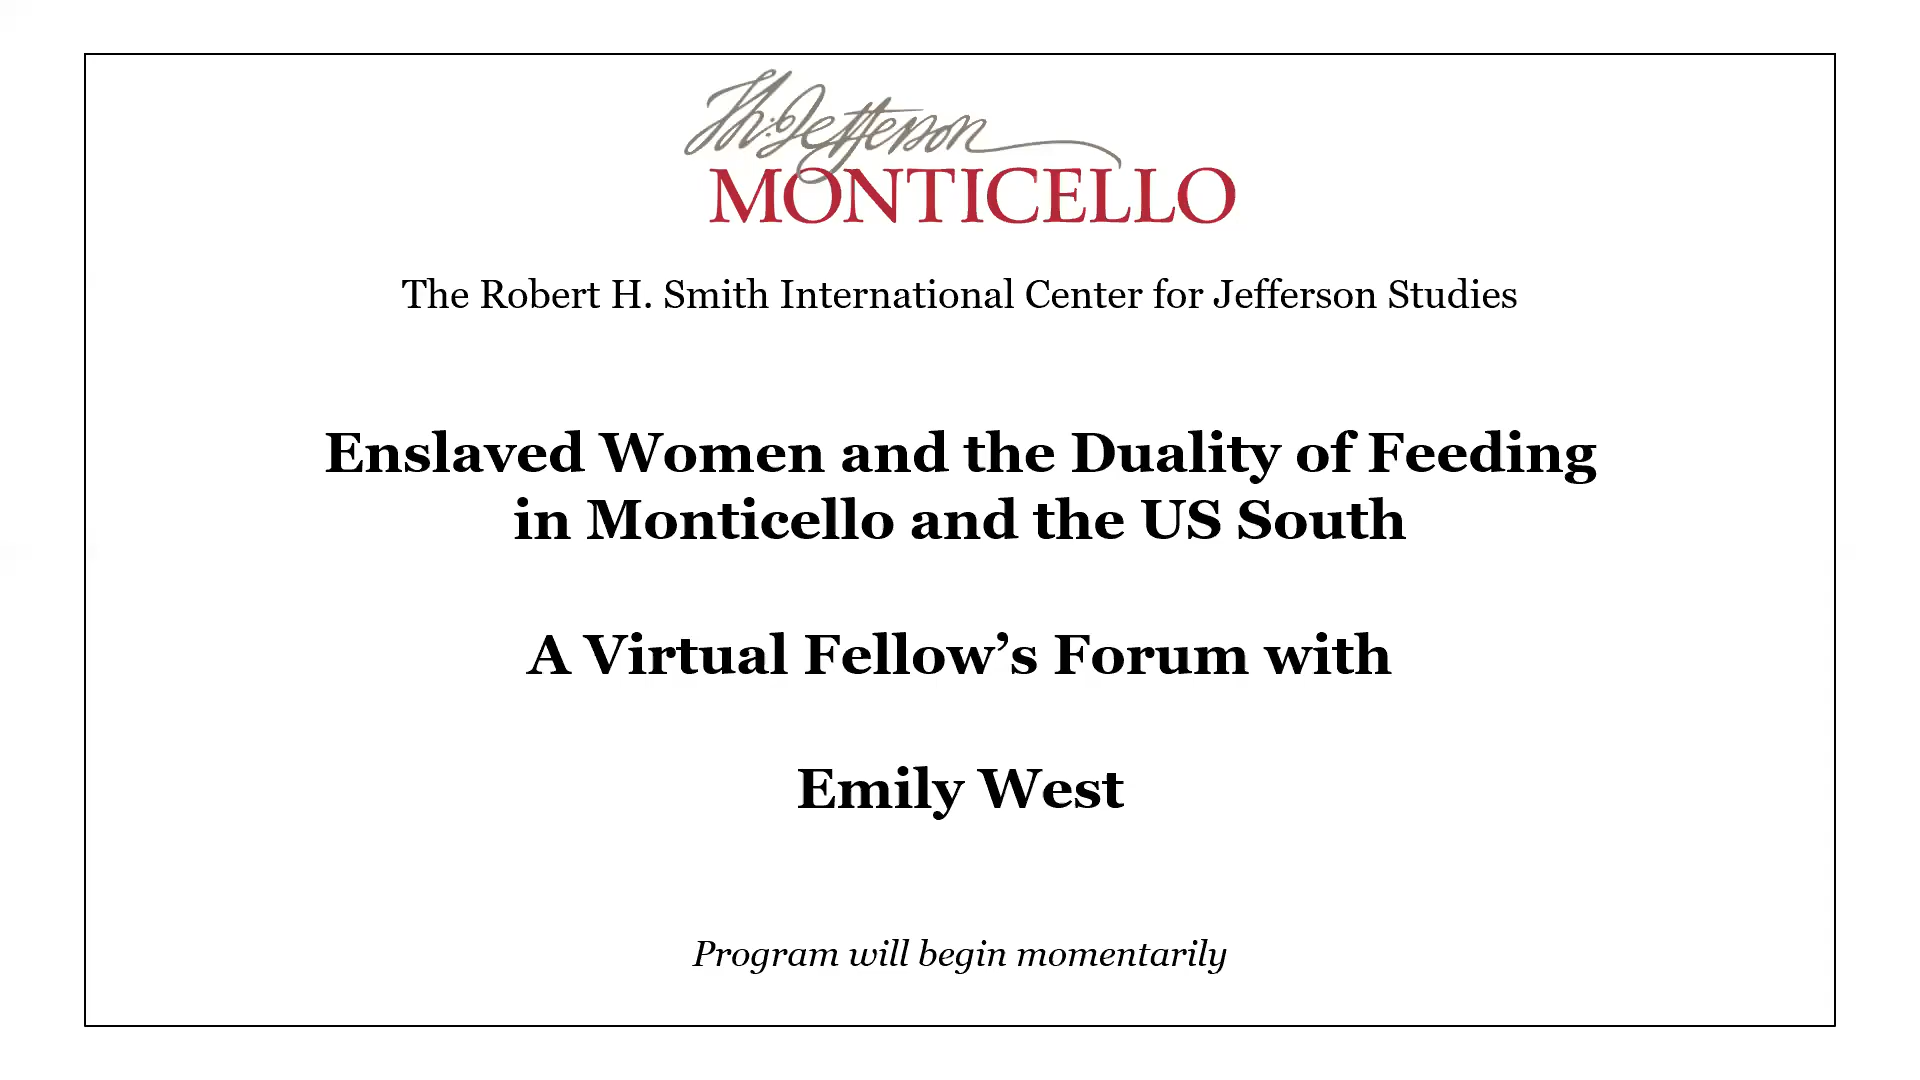 Th:Jefferson
MONTICELLO
The Robert H. Smith International Center for Jefferson Studies
Enslaved Women and the Duality of Feeding
in Monticello and the US South
A Virtual Fellow’s Forum with
Emily West
Program will begin momentarily